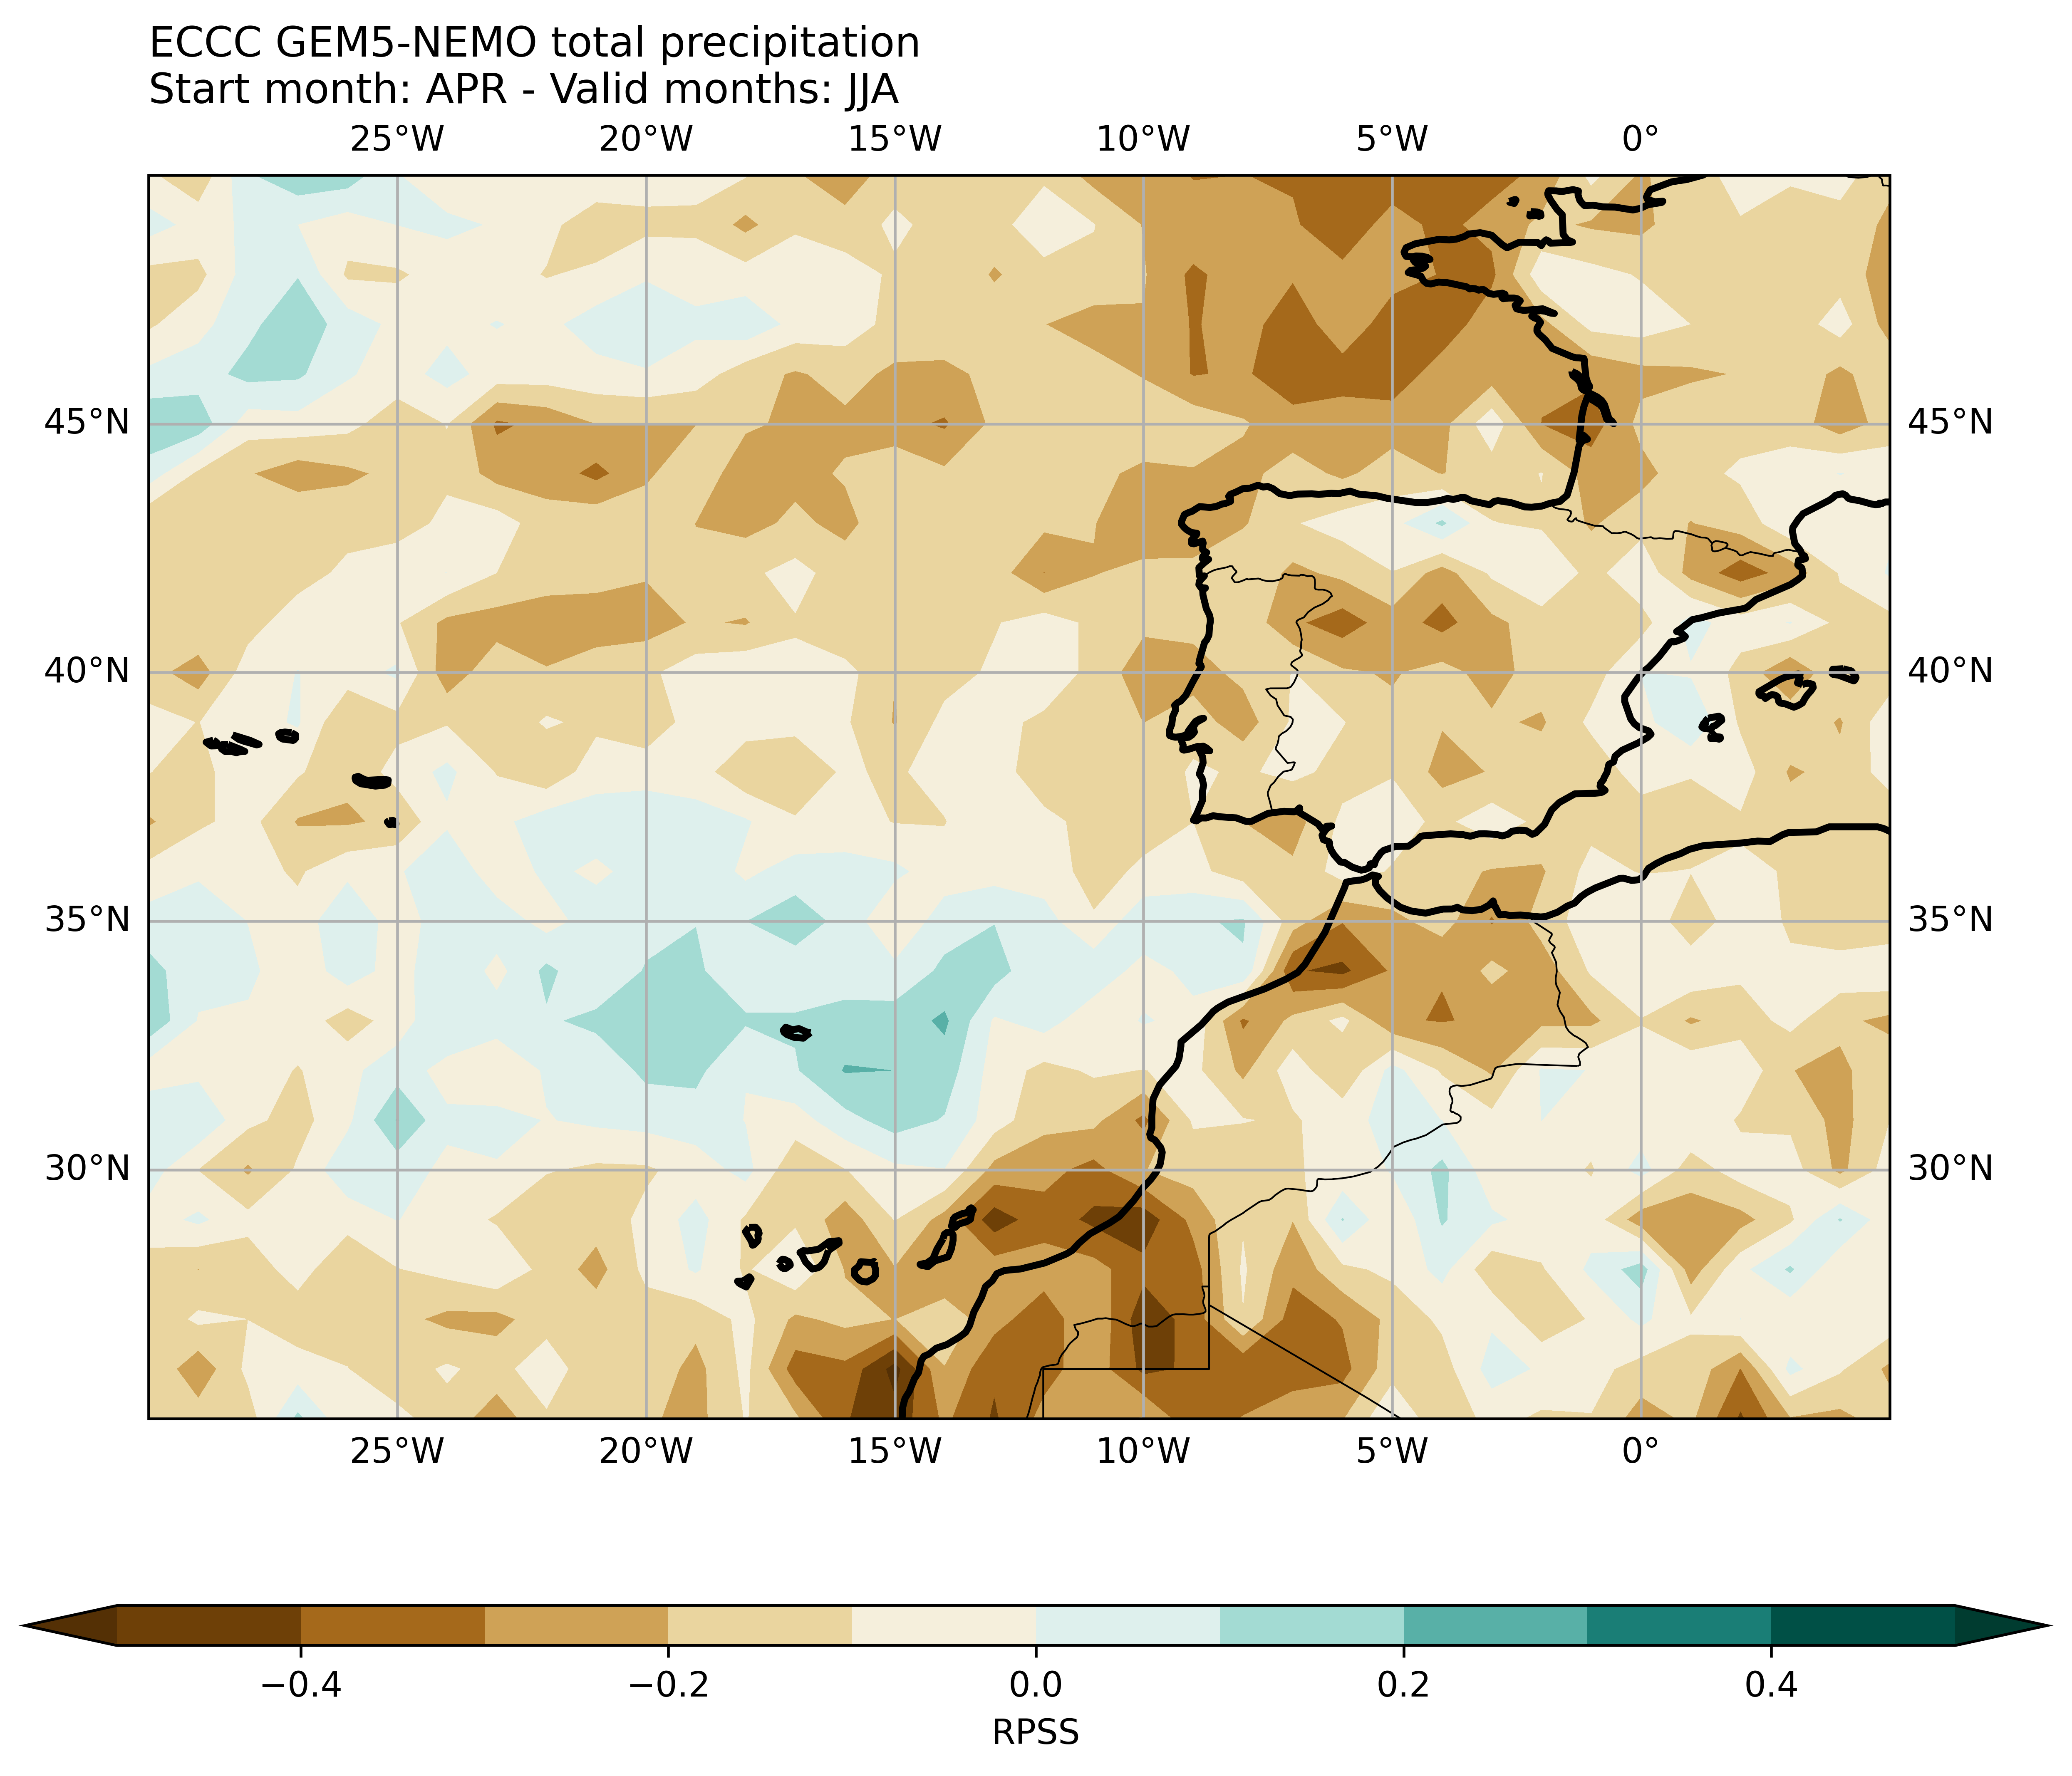 ECCC GEM5-NEMO total precipitation
Start month: APR - Valid months: JJA
25°W 20°W 15°W 10°W 5°W 0°
45°N 45°N
40°N 40°N
35°N 35°N
30°N 30°N
25°W 20°W 15°W 10°W 5°W 0°
−0.4 −0.2 0.0 0.2 0.4
RPSS